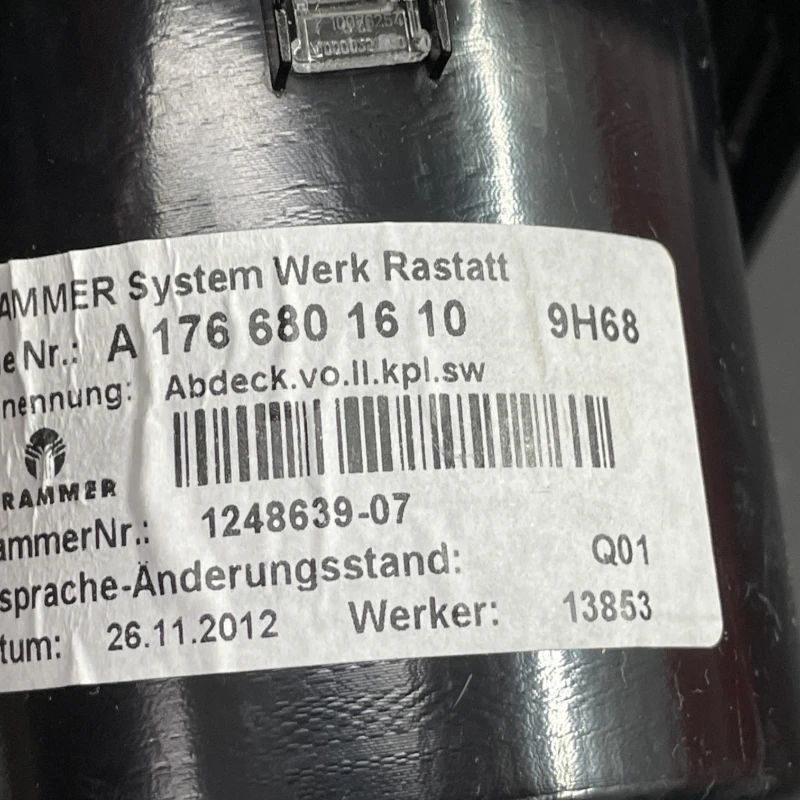 AMMER System Werk Rastatt
e Nr.: A 176 680 16 10 9H68
nennung: Abdeck.vo.ll.kpl.sw
RAMMER
ammerNr.: 1248639-07
sprache-Änderungsstand: Q01
tum: 26.11.2012 Werker: 13853